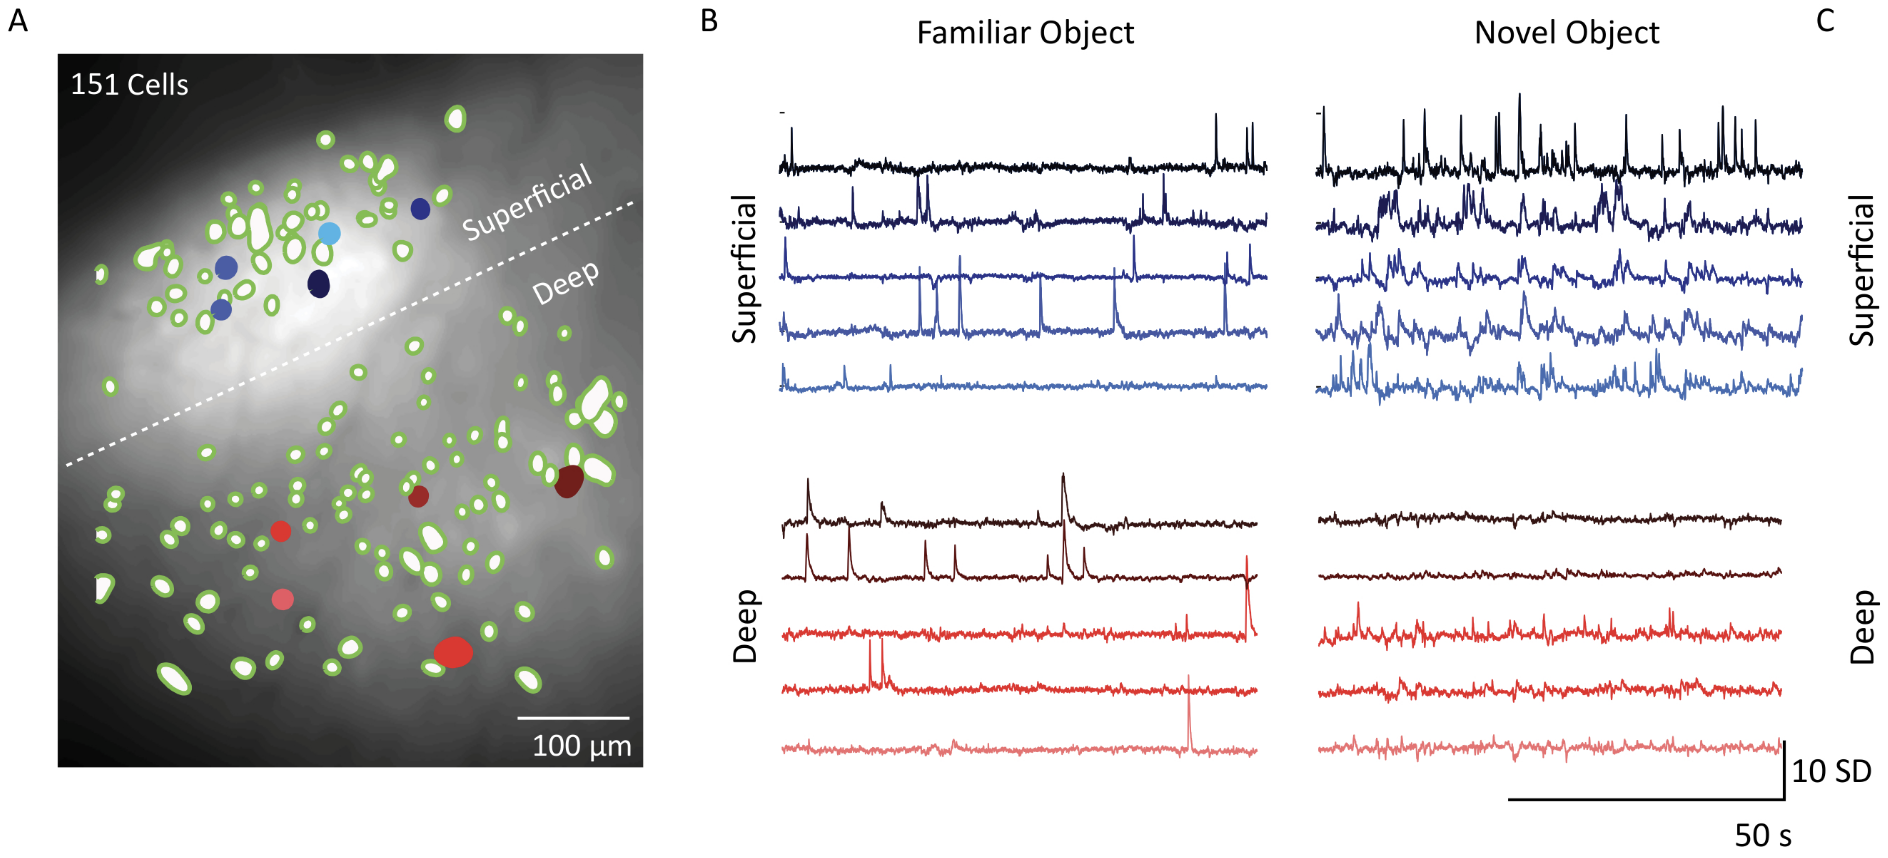 A
151 Cells
Superficial
Deep
100 µm
B
Familiar Object
Novel Object
C
Superficial
Superficial
Deep
Deep
10 SD
50 s